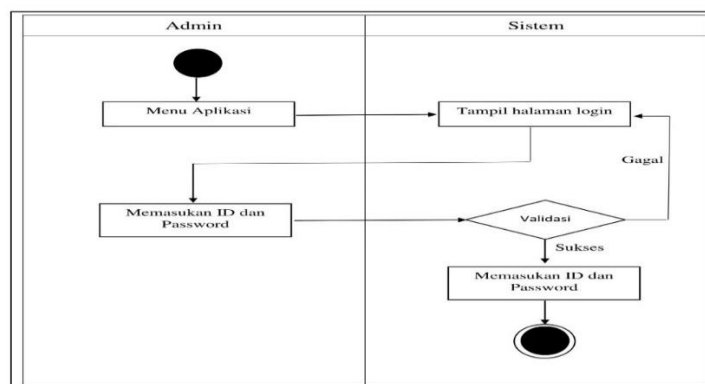 Admin
Sistem
Menu Aplikasi
Tampil halaman login
Gagal
Memasukan ID dan
Password
Validasi
Sukses
Memasukan ID dan
Password